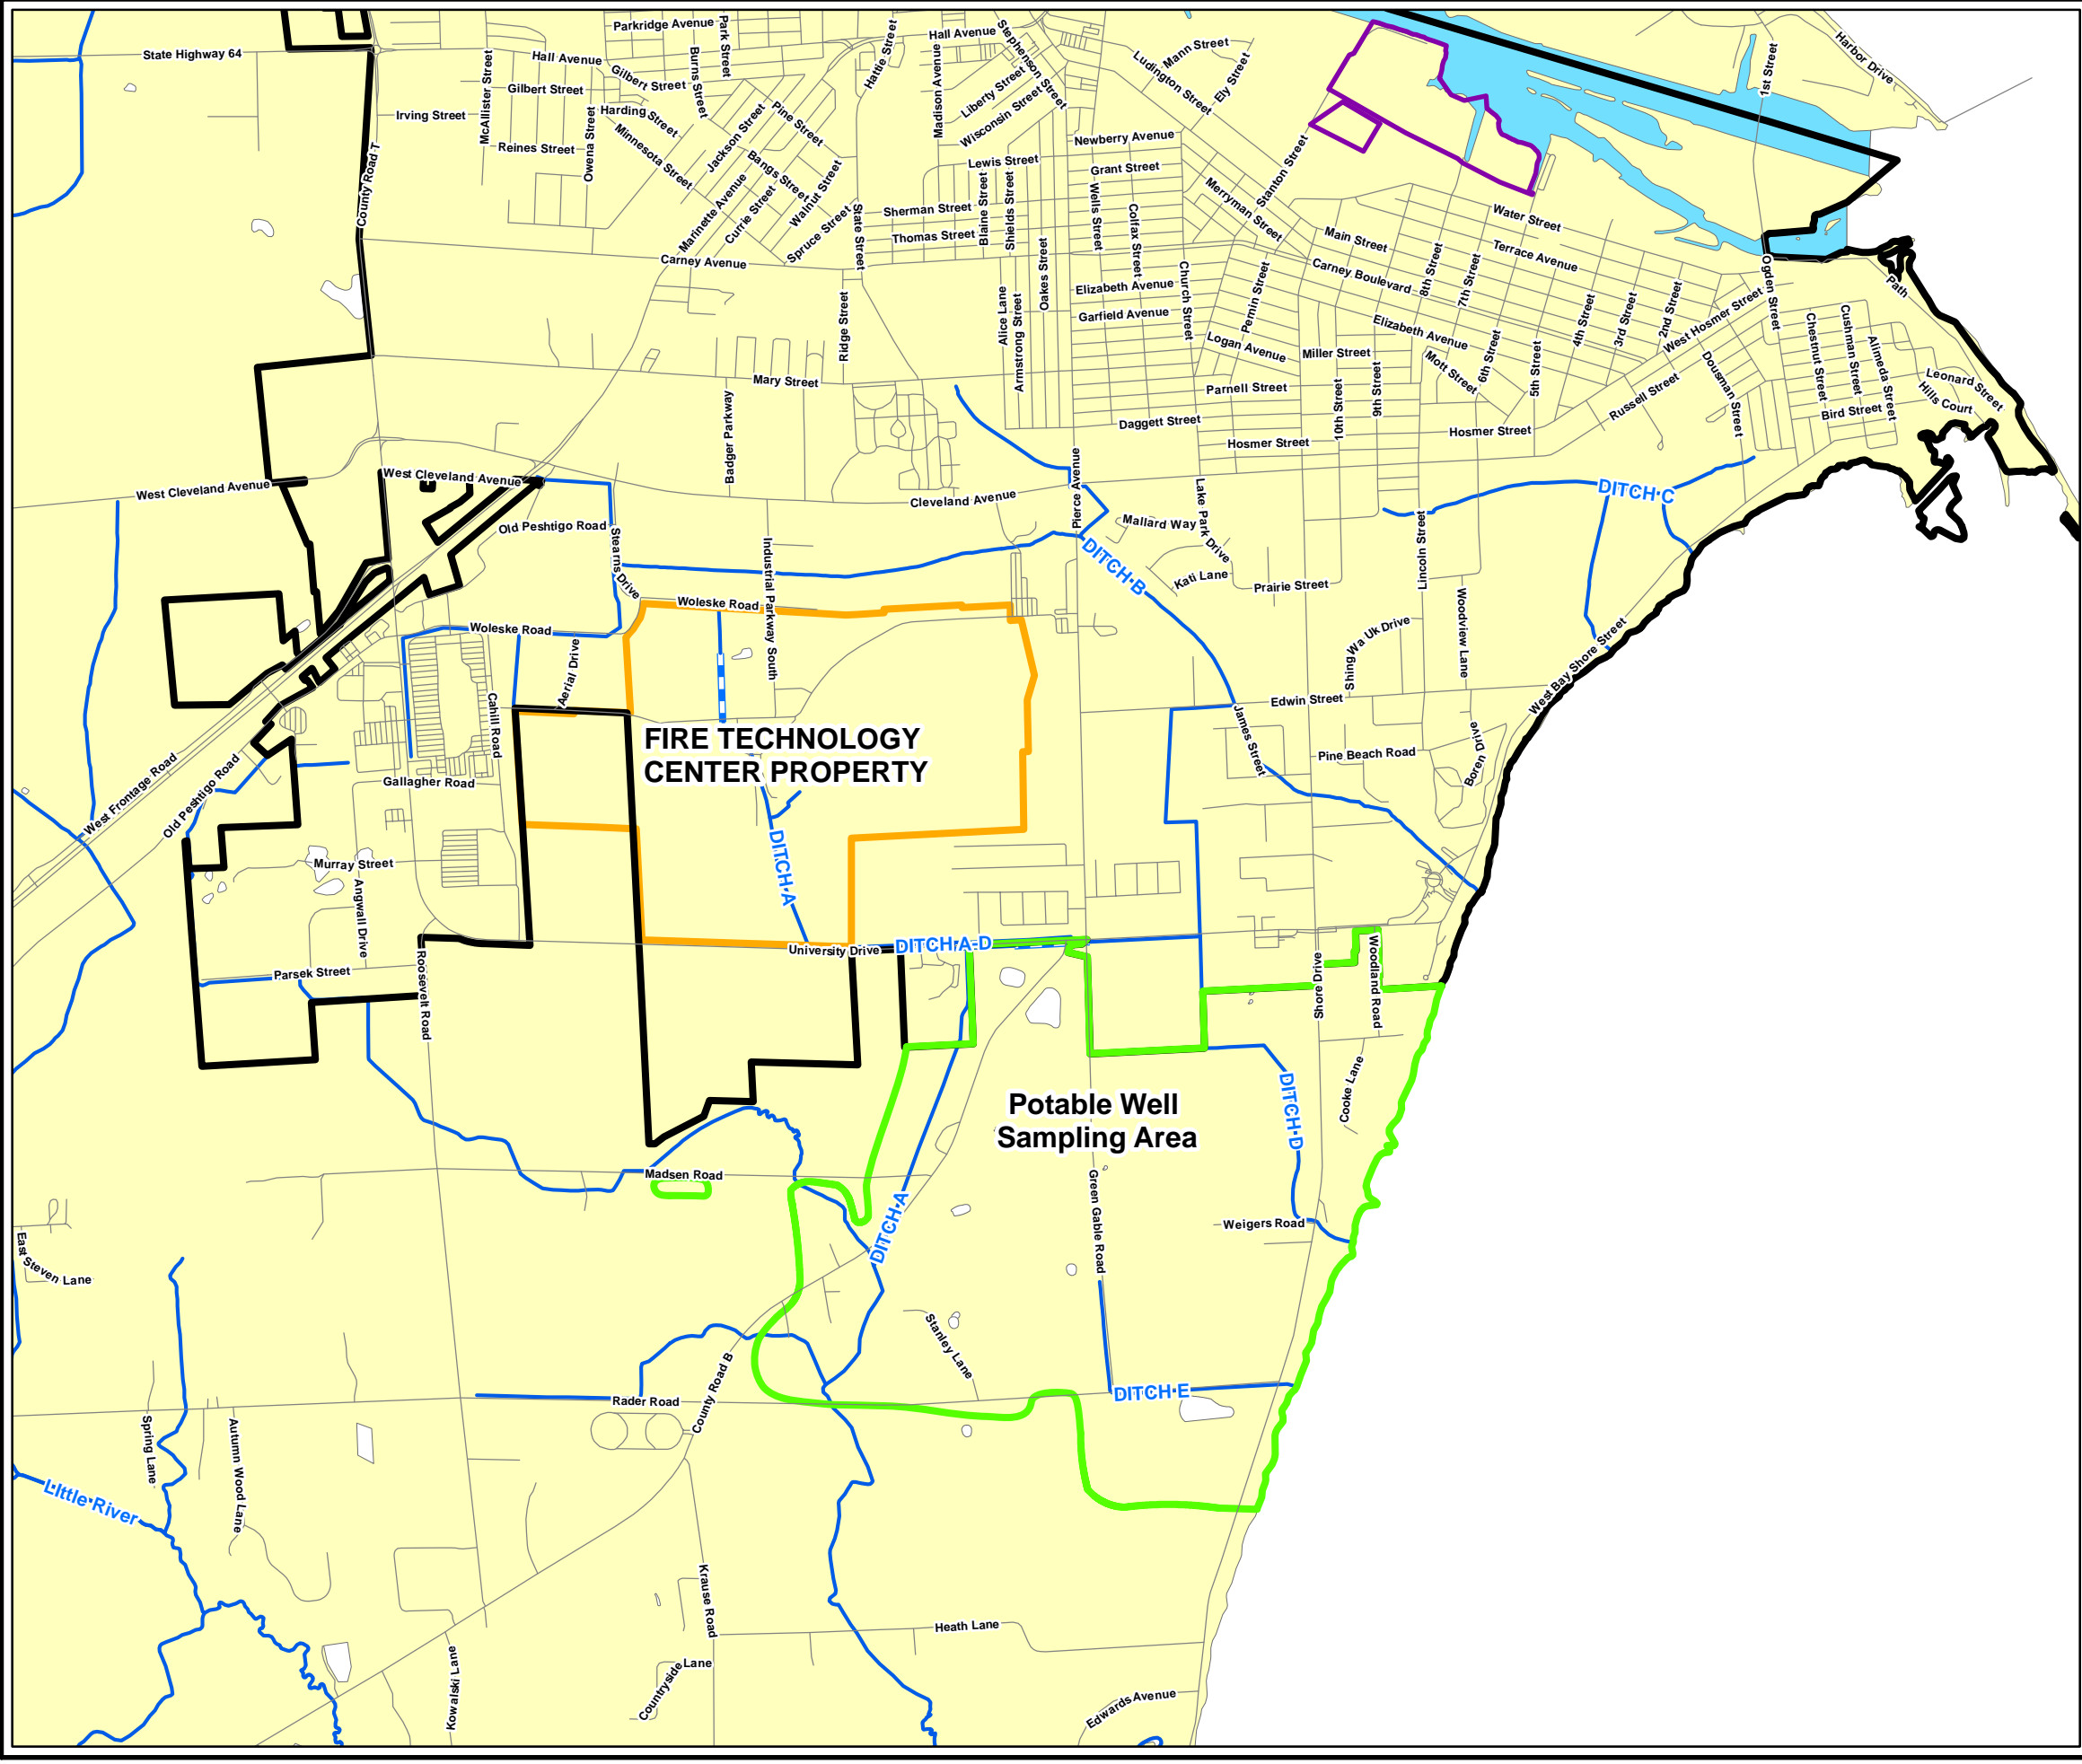 Parkridge Avenue
Park Street
State Highway 64
Hall Avenue
Hall Avenue
Hattie Street
Stephenson Street
Mann Street
Ely Street
Ludington Street
1st Street
Harbor Drive
McAllister Street
Gilbert Street
Gilbert Street
Burns Street
Madison Avenue
Liberty Street
Wisconsin Street
Irving Street
Harding Street
Pine Street
Owena Street
Minnesota Street
Jackson Street
Reines Street
Bangs Street
Walnut Street
Newberry Avenue
Lewis Street
Grant Street
Stanton Street
County Road T
Marinette Avenue
Currie Street
Spruce Street
State Street
Sherman Street
Thomas Street
Blaine Street
Shields Street
Wells Street
Colfax Street
Merryman Street
Water Street
Main Street
Terrace Avenue
Carney Avenue
Oakes Street
Elizabeth Avenue
Church Street
Pennin Street
Carney Boulevard
8th Street
7th Street
Ogden Street
Path
Ridge Street
Alice Lane
Armstrong Street
Garfield Avenue
Logan Avenue
Elizabeth Avenue
Miller Street
Mott Street
6th Street
5th Street
4th Street
3rd Street
2nd Street
West Hosmer Street
Chestnut Street
Cushman Street
Alimeda Street
Leonard Street
Hills Court
Mary Street
Badger Parkway
Parnell Street
10th Street
9th Street
Daggett Street
Hosmer Street
Hosmer Street
Russell Street
Dousman Street
Bird Street
West Cleveland Avenue
West Cleveland Avenue
Cleveland Avenue
Pierce Avenue
Lake Park Drive
DITCH-C
Old Peshtigo Road
Stearns Drive
Industrial Parkway South
Mallard Way
DITCH-B
Kati Lane
Prairie Street
Lincoln Street
Woodview Lane
Woleske Road
Woleske Road
Aerial Drive
Shing Wa Uk Drive
West Bay Shore Street
Cahill Road
Edwin Street
James Street
Pine Beach Road
Boren Drive
FIRE TECHNOLOGY
CENTER PROPERTY
West Frontage Road
Old Peshtigo Road
Gallagher Road
DITCH-A
Murray Street
Angwall Drive
University Drive
DITCH-A-D
Parsek Street
Roosevelt Road
Shore Drive
Woodland Road
Potable Well
Sampling Area
DITCH-D
Cooke Lane
Madsen Road
DITCH-A
Green Gable Road
Weigers Road
East Steven Lane
Stanley Lane
County Road B
DITCH-E
Rader Road
Spring Lane
Autumn Wood Lane
LIttle River
Krause Road
Heath Lane
Kowalski Lane
Countryside Lane
Edwards Avenue